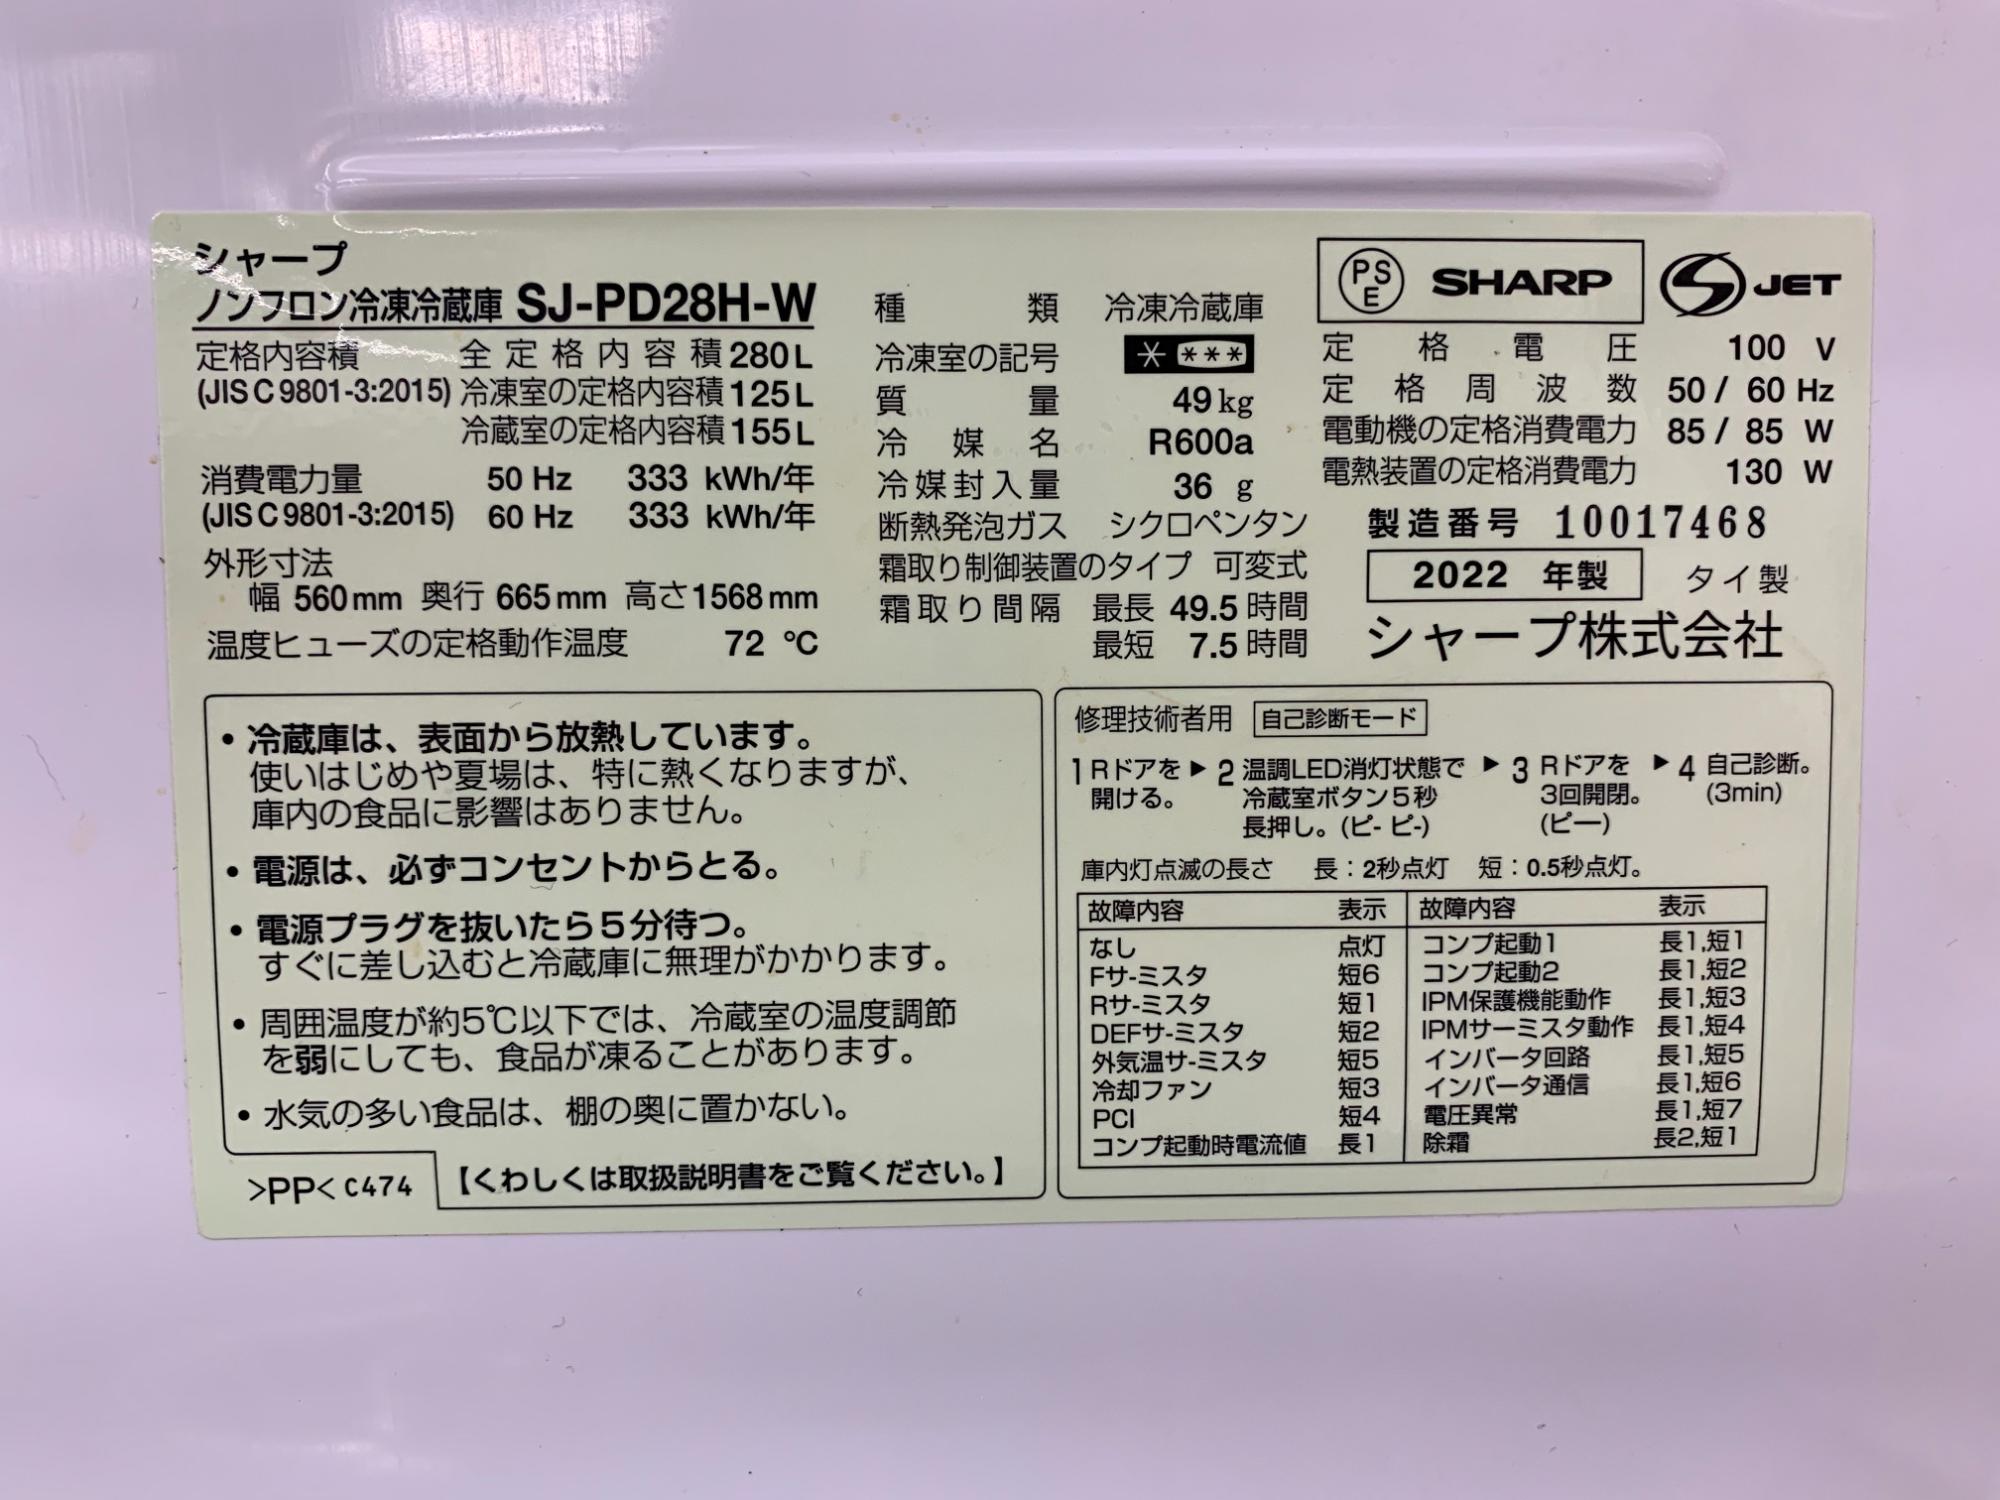 シャープ
ノンフロン冷凍冷蔵庫 SJ-PD28H-W
定格内容積 全定格内容積 280L
(JIS C 9801-3:2015) 冷凍室の定格内容積 125L
冷蔵室の定格内容積 155L
消費電力量 50 Hz 333 kWh/年
(JIS C 9801-3:2015) 60 Hz 333 kWh/年
外形寸法
幅 560mm 奥行 665mm 高さ1568mm
温度ヒューズの定格動作温度 72 ℃
種類 冷凍冷蔵庫
冷凍室の記号 * ***
質量 49kg
冷媒名 R600a
冷媒封入量 36 g
断熱発泡ガス シクロペンタン
霜取り制御装置のタイプ 可変式
霜取り間隔 最長 49.5 時間
最短 7.5 時間
PSE SHARP S JET
定格電圧 100 V
定格周波数 50 / 60 Hz
電動機の定格消費電力 85 / 85 W
電熱装置の定格消費電力 130 W
製造番号 10017468
2022 年製 タイ製
シャープ株式会社
・冷蔵庫は、表面から放熱しています。
使いはじめや夏場は、特に熱くなりますが、
庫内の食品に影響はありません。
・電源は、必ずコンセントからとる。
・電源プラグを抜いたら5分待つ。
すぐに差し込むと冷蔵庫に無理がかかります。
・周囲温度が約5℃以下では、冷蔵室の温度調節
を弱にしても、食品が凍ることがあります。
・水気の多い食品は、棚の奥に置かない。
>PP< C474 【くわしくは取扱説明書をご覧ください。】
修理技術者用 自己診断モード
1 Rドアを ▶ 2 温調LED消灯状態で ▶ 3 Rドアを ▶ 4 自己診断。
開ける。 冷蔵室ボタン5秒 3回開閉。 (3min)
長押し。(ピ- ピ-) (ピー)
庫内灯点滅の長さ 長：2秒点灯 短：0.5秒点灯。
故障内容 表示 故障内容 表示
なし 点灯 コンプ起動1 長1,短1
Fサ-ミスタ 短6 コンプ起動2 長1,短2
Rサ-ミスタ 短1 IPM保護機能動作 長1,短3
DEFサ-ミスタ 短2 IPMサーミスタ動作 長1,短4
外気温サ-ミスタ 短5 インバータ回路 長1,短5
冷却ファン 短3 インバータ通信 長1,短6
PCI 短4 電圧異常 長1,短7
コンプ起動時電流値 長1 除霜 長2,短1